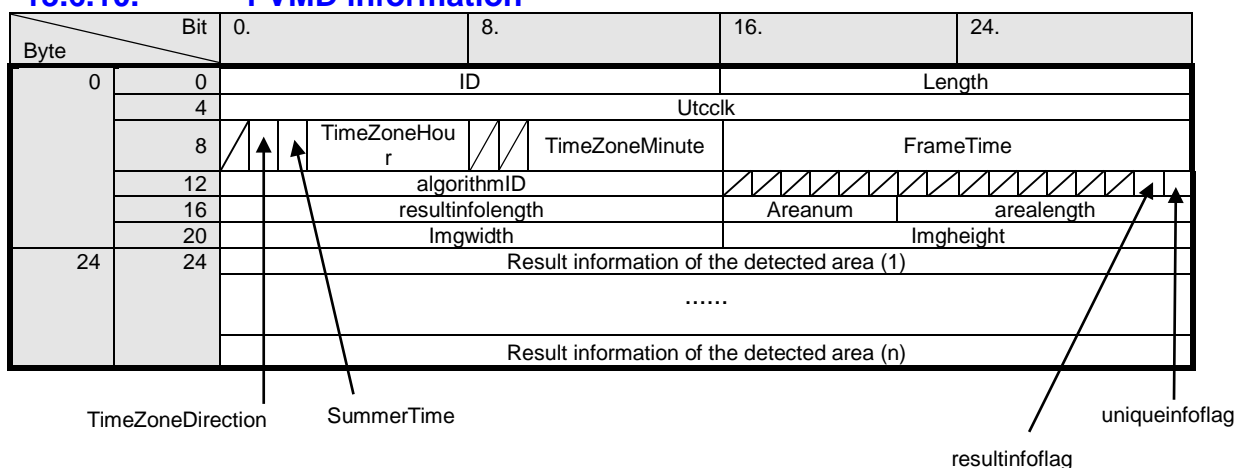 Bit 0. 8. 16. 24.
Byte
0 0 ID Length
4 Utcclk
8 TimeZoneHou
r TimeZoneMinute FrameTime
12 algorithmID
16 resultinfolength Areanum arealength
20 Imgwidth Imgheight
24 24 Result information of the detected area (1)
……
Result information of the detected area (n)
TimeZoneDirection SummerTime uniqueinfoflag
resultinfoflag